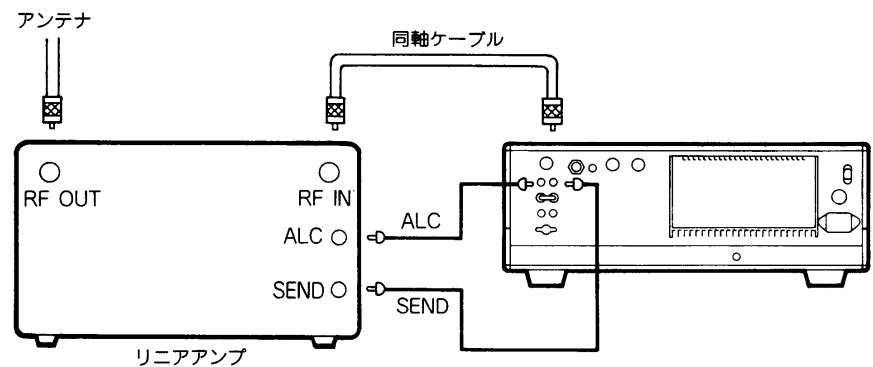 アンテナ
同軸ケーブル
RF OUT
RF IN
ALC
ALC
SEND
SEND
リニアアンプ